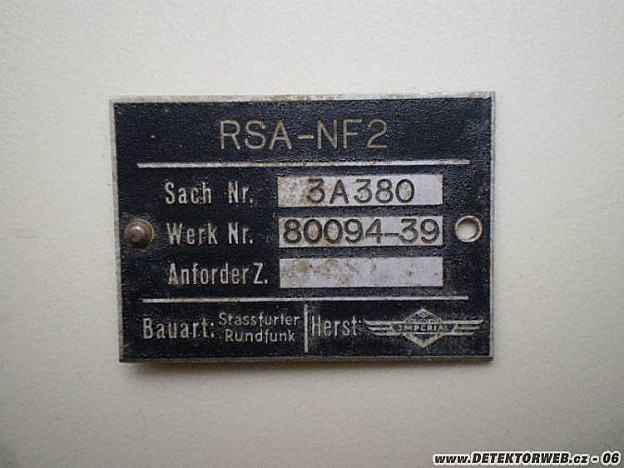 RSA-NF2
Sach Nr. 3A380
Werk Nr. 80094-39
Anforder Z.
Bauart: Stassfurter Rundfunk Herst: IMPERIAL
www.DETEKTORWEB.cz - 06